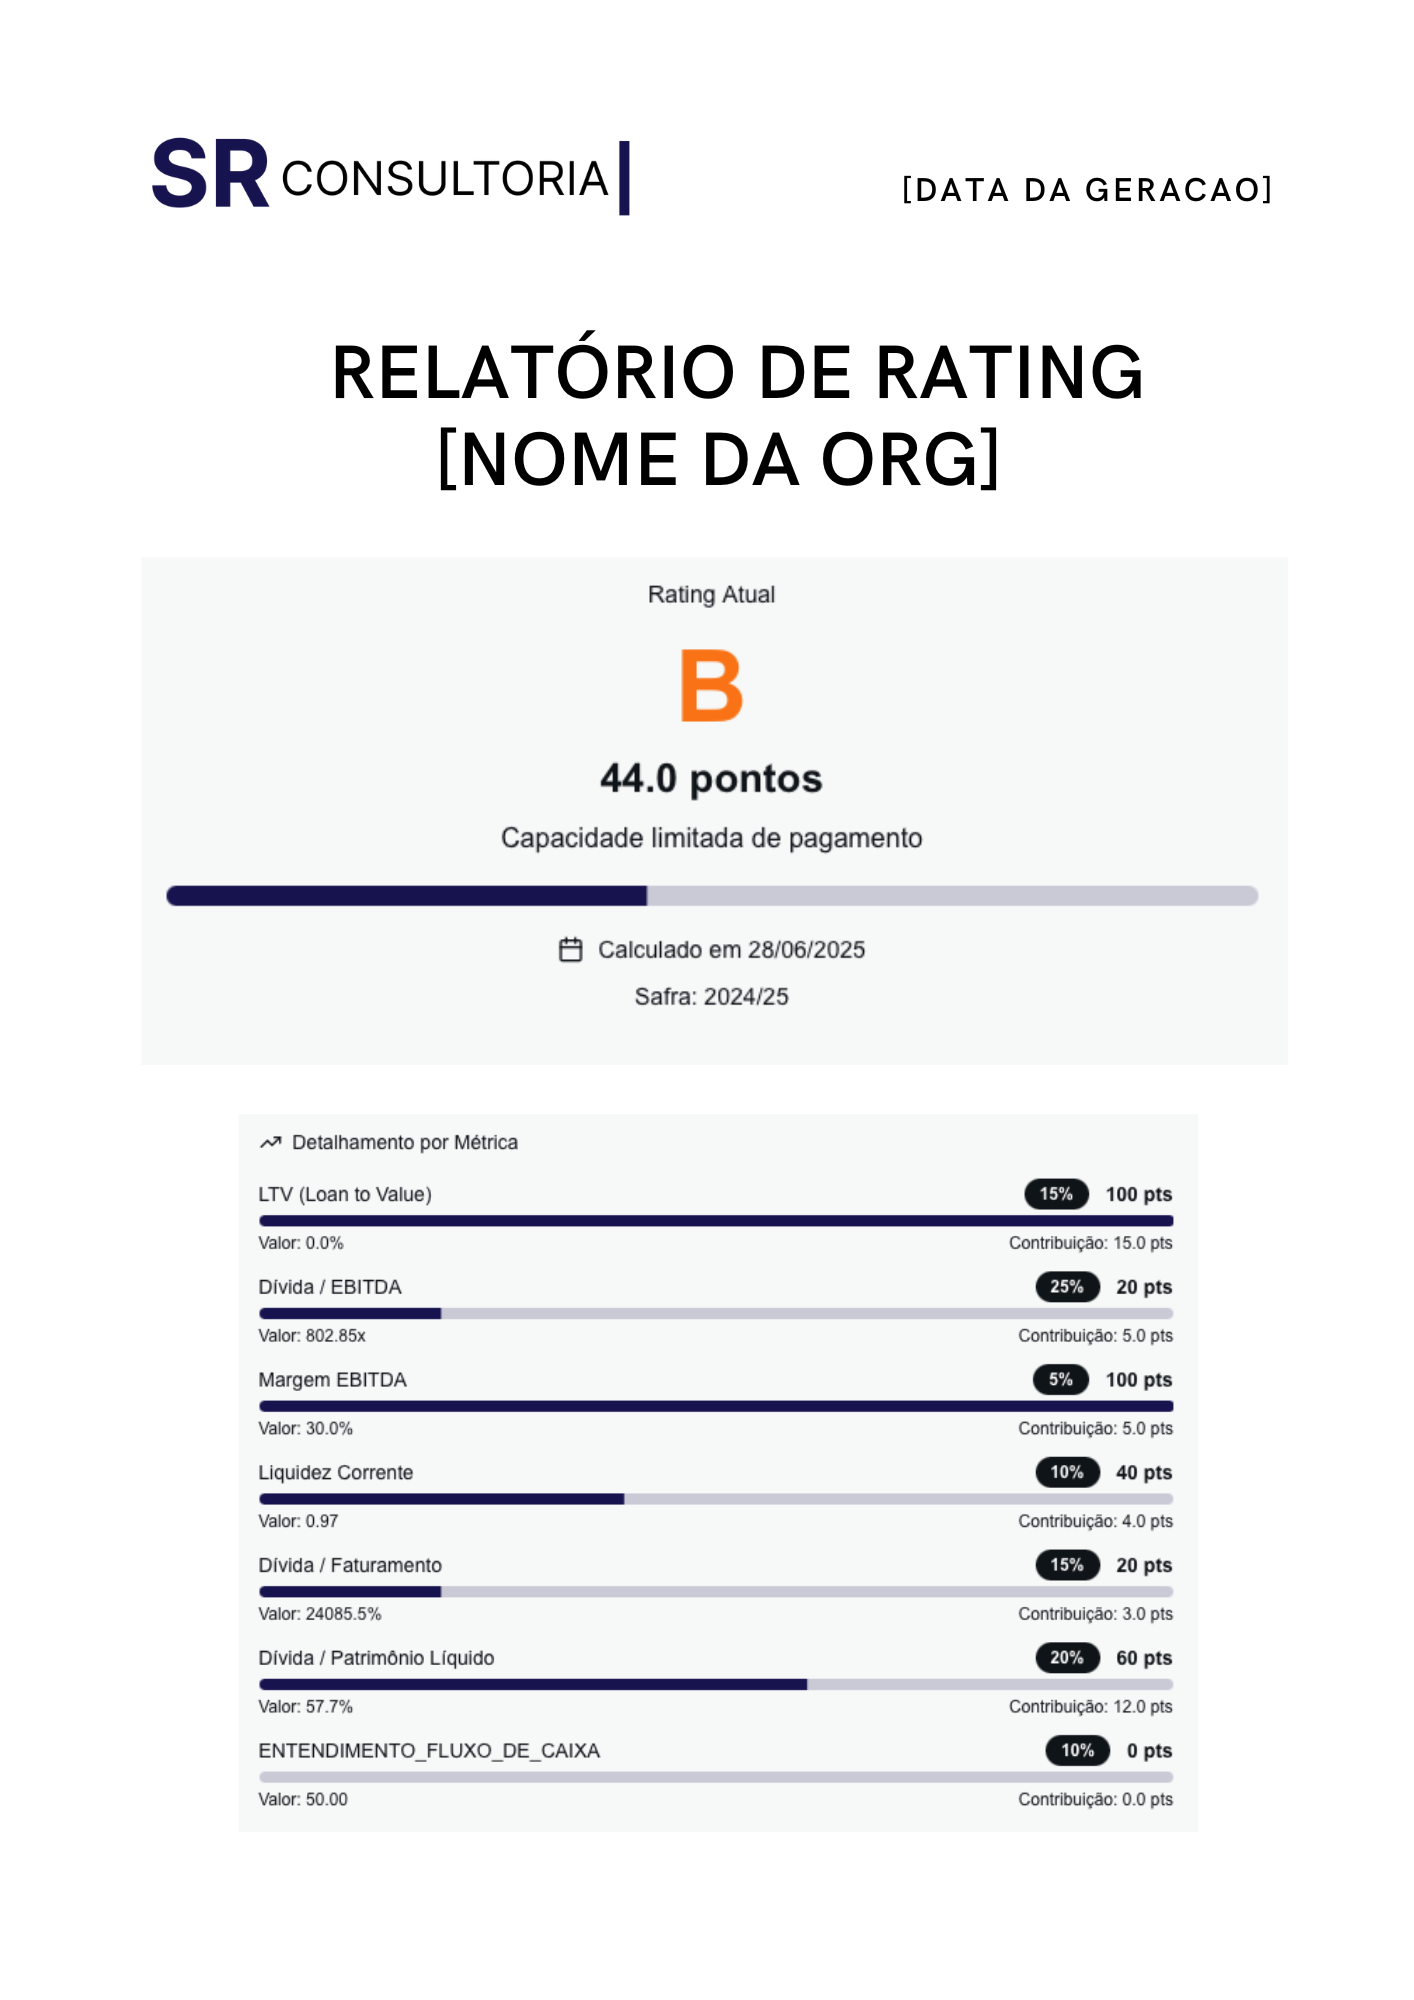 SR CONSULTORIA
[DATA DA GERACAO]
RELATÓRIO DE RATING
[NOME DA ORG]
Rating Atual
B
44.0 pontos
Capacidade limitada de pagamento
Calculado em 28/06/2025
Safra: 2024/25
Detalhamento por Métrica
LTV (Loan to Value) 15% 100 pts
Valor: 0.0% Contribuição: 15.0 pts
Dívida / EBITDA 25% 20 pts
Valor: 802.85x Contribuição: 5.0 pts
Margem EBITDA 5% 100 pts
Valor: 30.0% Contribuição: 5.0 pts
Liquidez Corrente 10% 40 pts
Valor: 0.97 Contribuição: 4.0 pts
Dívida / Faturamento 15% 20 pts
Valor: 24085.5% Contribuição: 3.0 pts
Dívida / Patrimônio Líquido 20% 60 pts
Valor: 57.7% Contribuição: 12.0 pts
ENTENDIMENTO_FLUXO_DE_CAIXA 10% 0 pts
Valor: 50.00 Contribuição: 0.0 pts